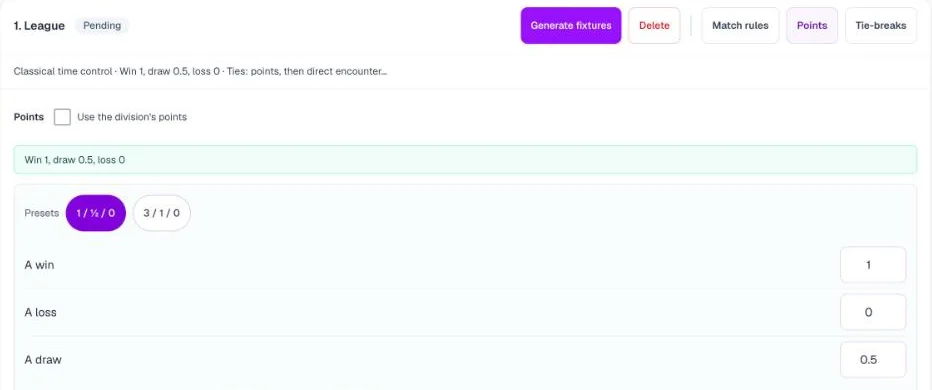 1. League Pending Generate fixtures Delete Match rules Points Tie-breaks
Classical time control · Win 1, draw 0.5, loss 0 · Ties: points, then direct encounter...
Points Use the division's points
Win 1, draw 0.5, loss 0
Presets 1 / ½ / 0 3 / 1 / 0
A win 1
A loss 0
A draw 0.5